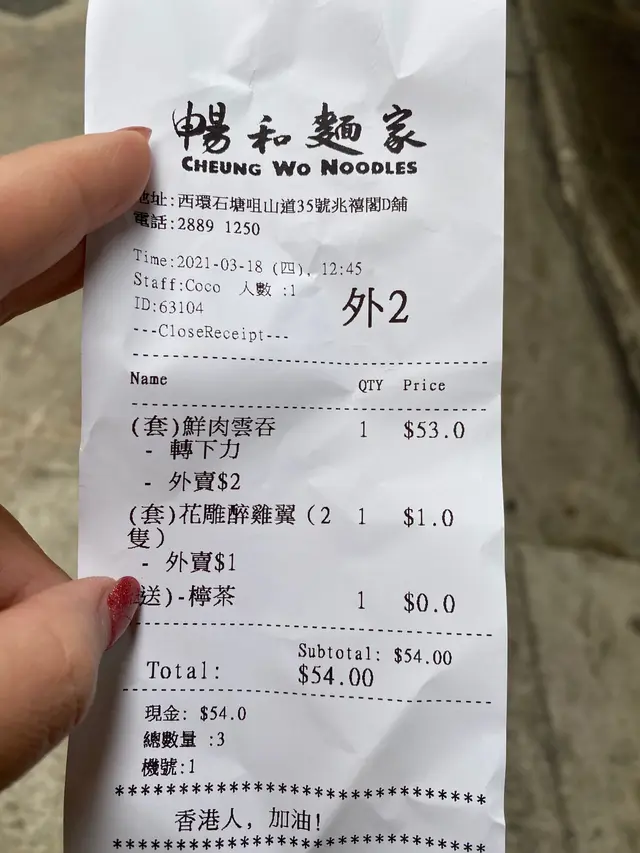 暢和麵家
CHEUNG WO NOODLES
地址:西環石塘咀山道35號兆禧閣D舖
電話:2889 1250
Time:2021-03-18 (四), 12:45
Staff:Coco 人數 :1
ID:63104
外2
---CloseReceipt---
Name QTY Price
(套)鮮肉雲吞 1 $53.0
- 轉下力
- 外賣$2
(套)花雕醉雞翼（2 1 $1.0
隻）
- 外賣$1
送)-檸茶 1 $0.0
Subtotal: $54.00
Total: $54.00
現金: $54.0
總數量 :3
機號:1
****************************************
香港人, 加油!
****************************************